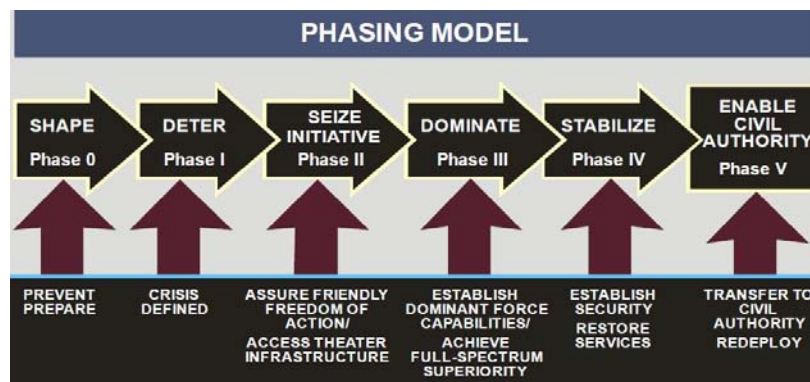 PHASING MODEL
SHAPE
Phase 0
DETER
Phase I
SEIZE
INITIATIVE
Phase II
DOMINATE
Phase III
STABILIZE
Phase IV
ENABLE
CIVIL
AUTHORITY
Phase V
PREVENT
PREPARE
CRISIS
DEFINED
ASSURE FRIENDLY
FREEDOM OF
ACTION/
ACCESS THEATER
INFRASTRUCTURE
ESTABLISH
DOMINANT FORCE
CAPABILITIES/
ACHIEVE
FULL-SPECTRUM
SUPERIORITY
ESTABLISH
SECURITY
RESTORE
SERVICES
TRANSFER TO
CIVIL
AUTHORITY
REDEPLOY